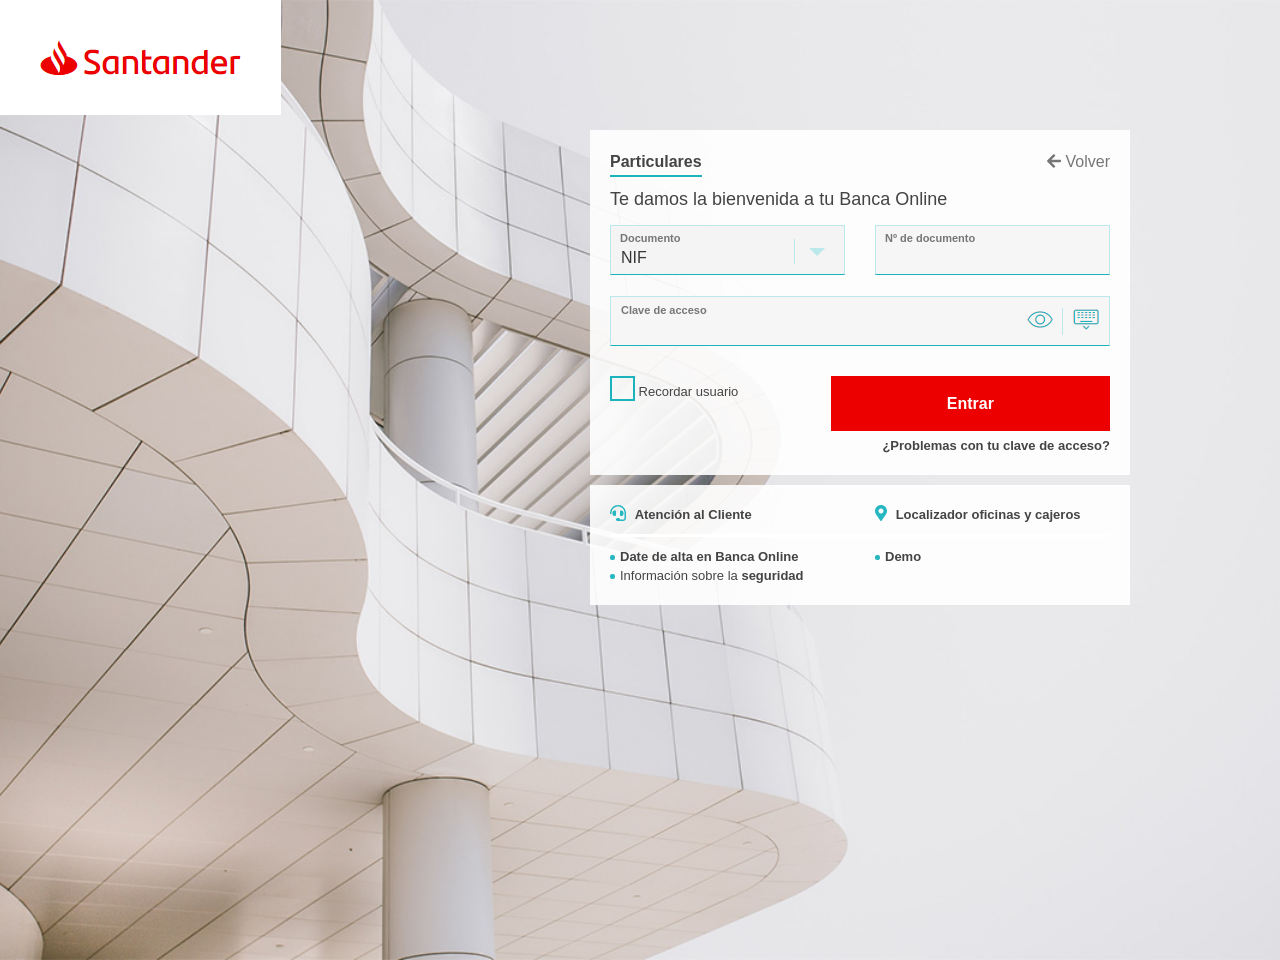 Santander
Particulares
Volver
Te damos la bienvenida a tu Banca Online
Documento
NIF
Nº de documento
Clave de acceso
Recordar usuario
Entrar
¿Problemas con tu clave de acceso?
Atención al Cliente
Localizador oficinas y cajeros
Date de alta en Banca Online
Demo
Información sobre la seguridad